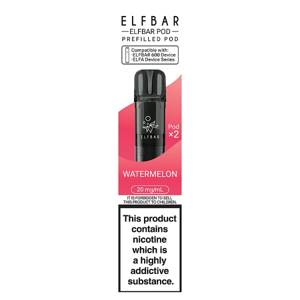 ELFBAR
ELFBAR POD
PREFILLED POD
Compatible with:
-ELFBAR 600 Device
-ELFA Device Series
Pod
×2
ELFBAR
WATERMELON
20 mg/mL
IT IS FORBIDDEN TO SELL
THIS PRODUCT TO CHILDREN.
This product
contains
nicotine
which is
a highly
addictive
substance.